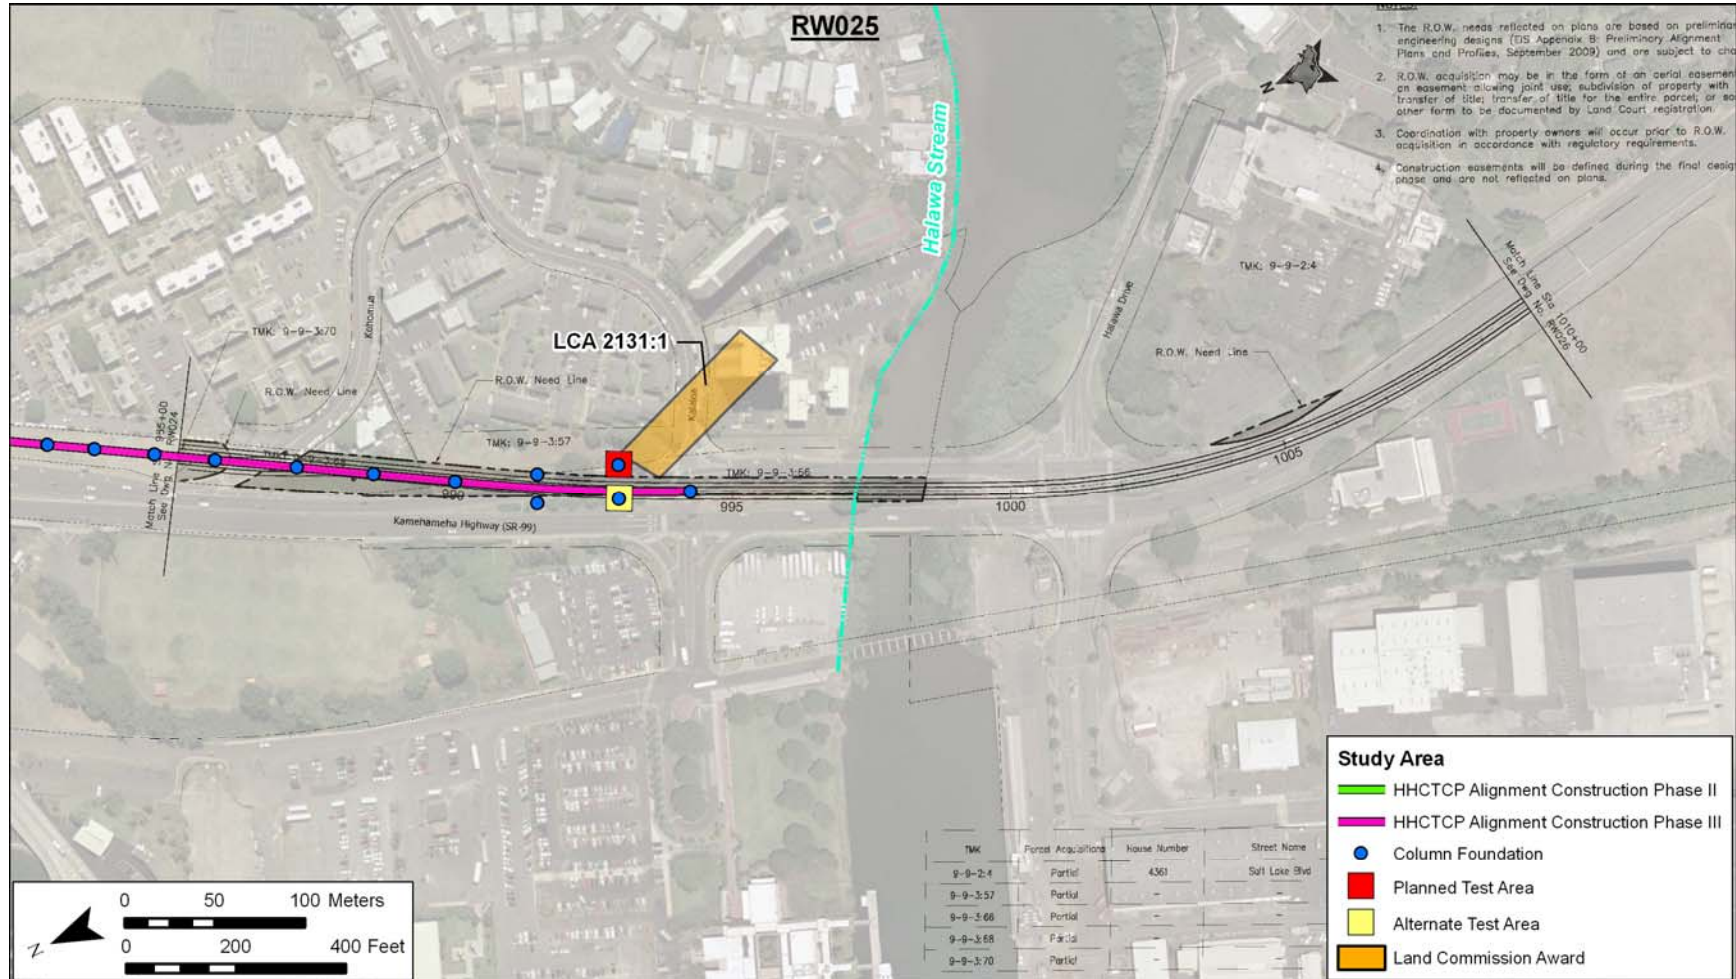 RW025
1. The R.O.W. needs reflected on plans are based on
engineering designs (EIS Appendix B: Preliminary Alignment
Plans and Profiles, September 2009) and are subject to
2. R.O.W. acquisition may be in the form of an aerial
an easement allowing joint use; subdivision of property with
transfer of title; transfer of title for the entire parcel; or
other form to be documented by Land Court registration.
3. Coordination with property owners will occur prior to R.O.W.
acquisition in accordance with regulatory requirements.
4. Construction easements will be defined during the final
phase and are not reflected on plans.
N
Halawa Stream
Halawa Drive
TMK: 9-9-2:4
Match Line Sta. 1010+00
See Dwg No. RW026
TMK: 9-9-3:70
Kohomua
LCA 2131:1
R.O.W. Need Line
R.O.W. Need Line
R.O.W. Need Line
Kalaloa
TMK: 9-9-3:57
TMK: 9-9-3:56
Match Line
See Dwg
RW024
990
995
1000
1005
Kamehameha Highway (SR-99)
Study Area
HHCTCP Alignment Construction Phase II
HHCTCP Alignment Construction Phase III
Column Foundation
Planned Test Area
Alternate Test Area
Land Commission Award
TMK Parcel Acquisitions House Number Street Name
9-9-2:4 Partial 4361 Salt Lake Blvd
9-9-3:57 Partial - -
9-9-3:66 Partial - -
9-9-3:68 Partial - -
9-9-3:70 Partial - -
N
0 50 100 Meters
0 200 400 Feet